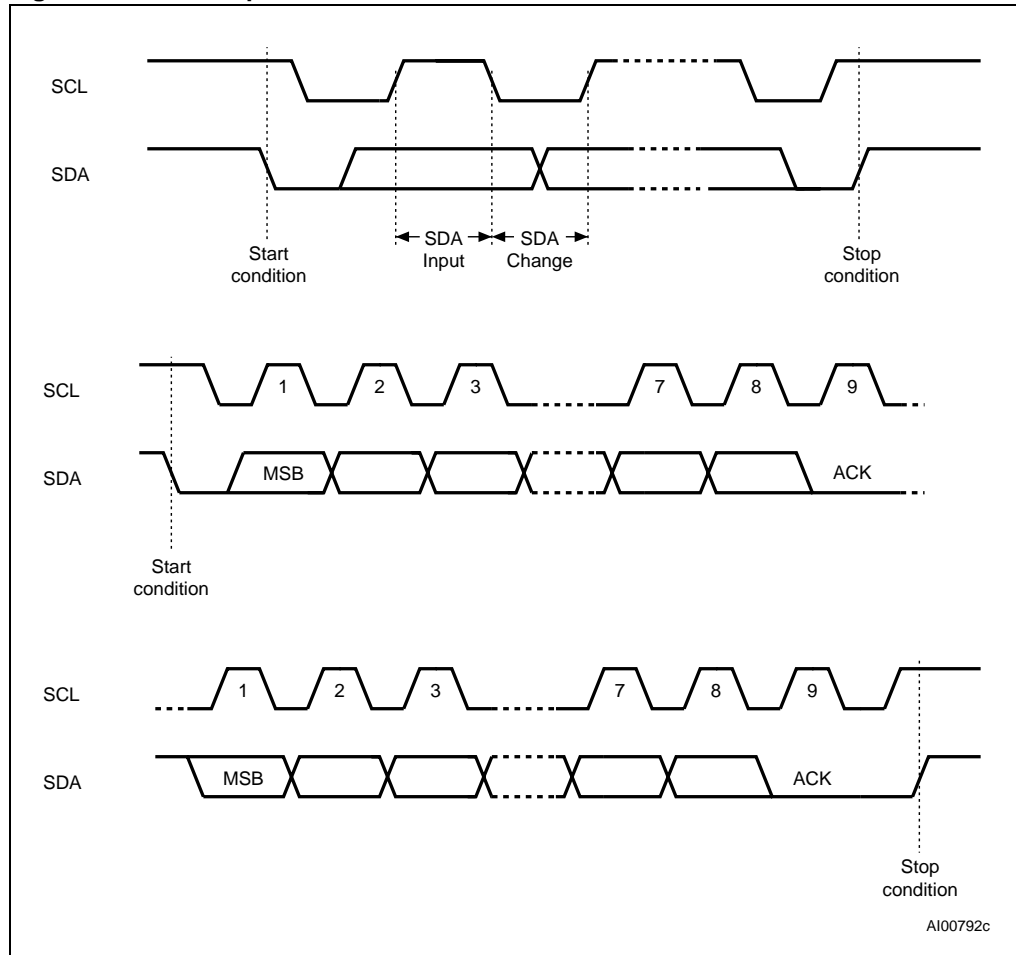 SCL
SDA
SDA Input
SDA Change
Start condition
Stop condition
SCL
1 2 3 7 8 9
SDA
MSB ACK
Start condition
SCL
1 2 3 7 8 9
SDA
MSB ACK
Stop condition
AI00792c